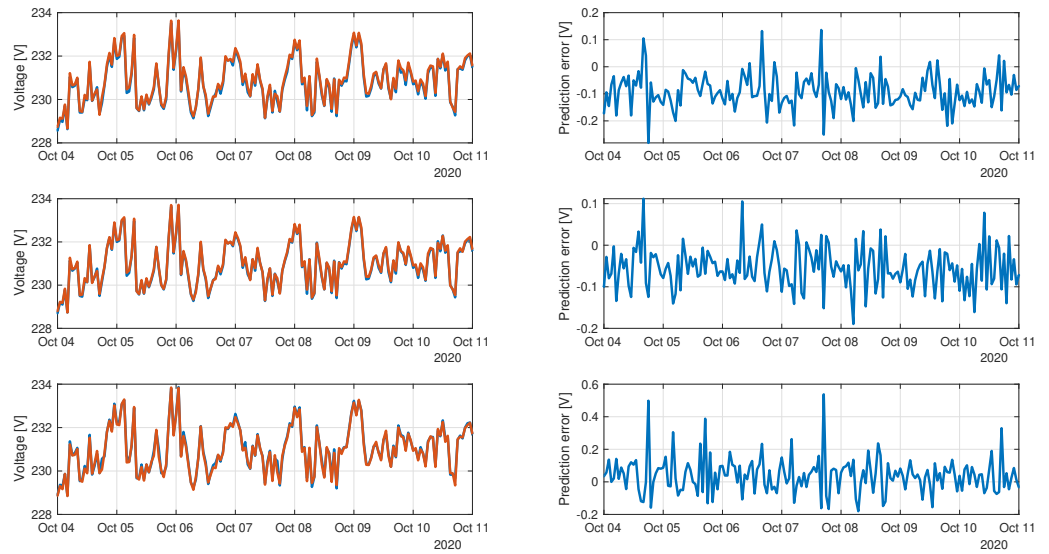 Voltage [V]
234
232
230
228
Oct 04
Oct 05
Oct 06
Oct 07
Oct 08
Oct 09
Oct 10
Oct 11
2020
Prediction error [V]
0.2
0.1
0
-0.1
-0.2
Oct 04
Oct 05
Oct 06
Oct 07
Oct 08
Oct 09
Oct 10
Oct 11
2020
Voltage [V]
234
232
230
228
Oct 04
Oct 05
Oct 06
Oct 07
Oct 08
Oct 09
Oct 10
Oct 11
2020
Prediction error [V]
0.1
0
-0.1
-0.2
Oct 04
Oct 05
Oct 06
Oct 07
Oct 08
Oct 09
Oct 10
Oct 11
2020
Voltage [V]
234
232
230
228
Oct 04
Oct 05
Oct 06
Oct 07
Oct 08
Oct 09
Oct 10
Oct 11
2020
Prediction error [V]
0.6
0.4
0.2
0
-0.2
Oct 04
Oct 05
Oct 06
Oct 07
Oct 08
Oct 09
Oct 10
Oct 11
2020